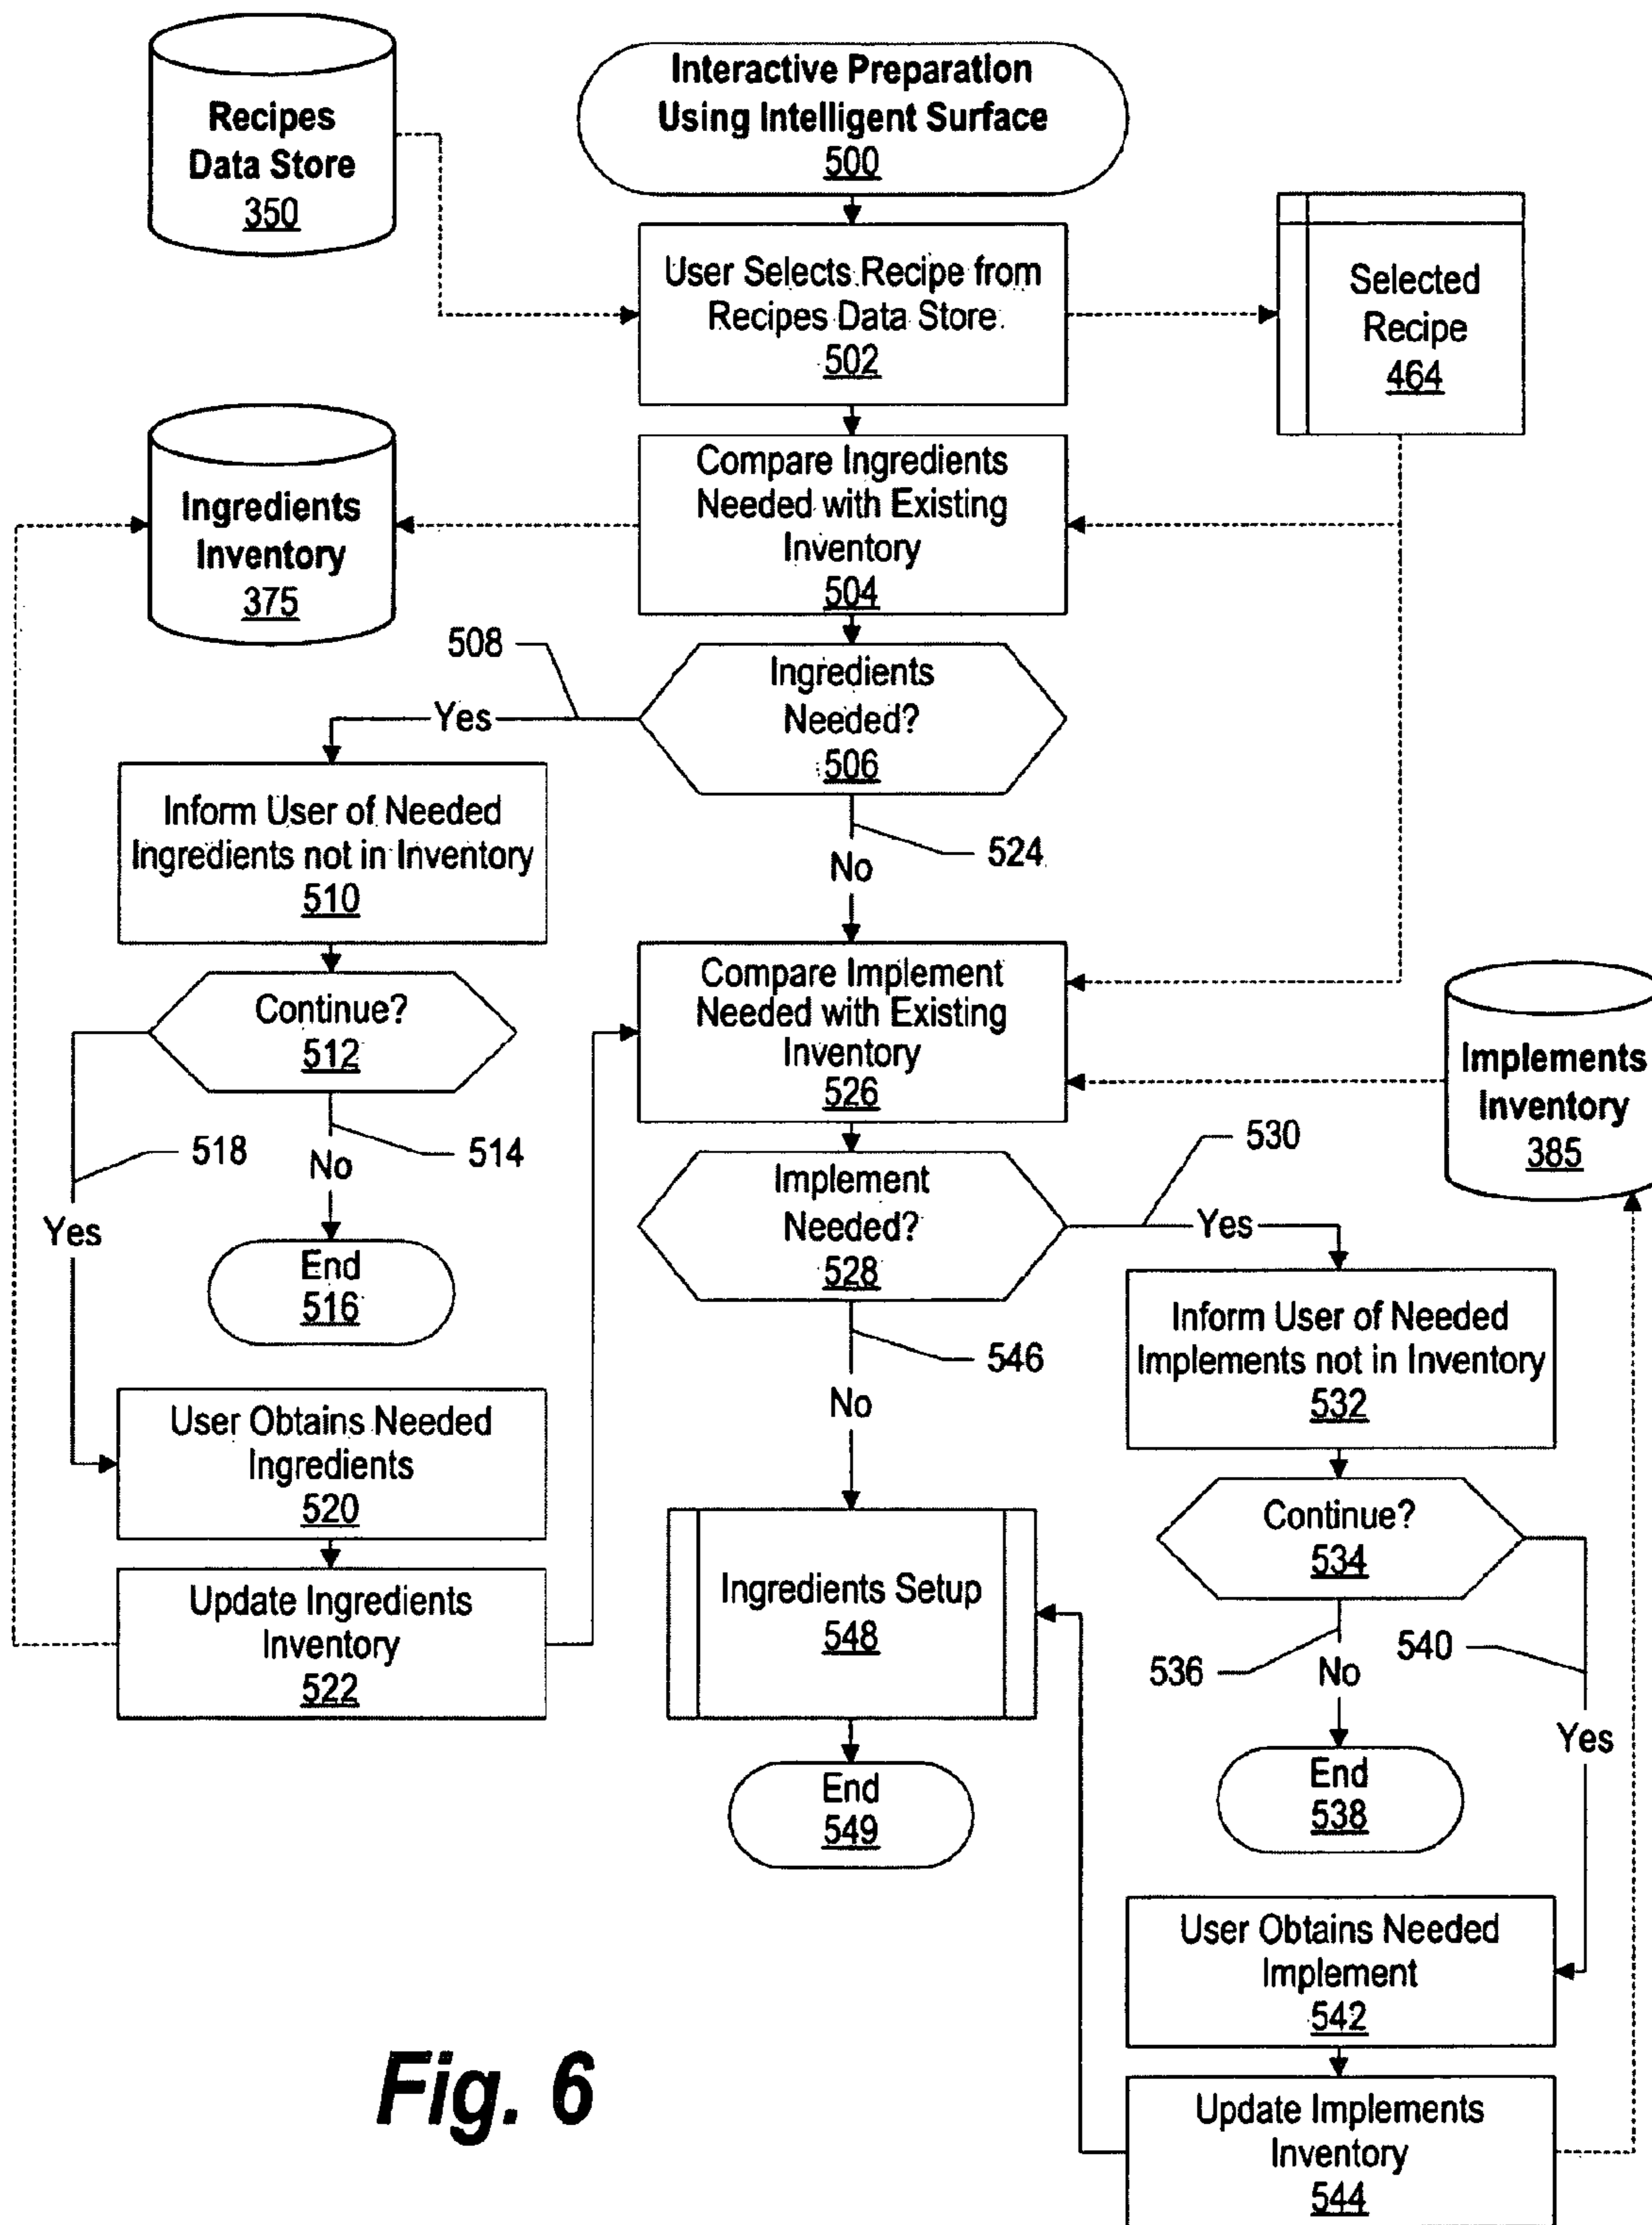 Recipes
Data Store
350
Interactive Preparation
Using Intelligent Surface
500
User Selects Recipe from
Recipes Data Store.
502
Selected
Recipe
464
Ingredients
Inventory
375
Compare Ingredients
Needed with Existing
Inventory
504
508
Yes
Ingredients
Needed?
506
524
No
Inform User of Needed
Ingredients not in Inventory
510
Continue?
512
518
Yes
514
No
End
516
User Obtains Needed
Ingredients
520
Update Ingredients
Inventory
522
Compare Implement
Needed with Existing
Inventory
526
Implements
Inventory
385
Implement
Needed?
528
530
Yes
546
No
Inform User of Needed
Implements not in Inventory
532
Continue?
534
536
No
540
Yes
End
538
Ingredients Setup
548
End
549
User Obtains Needed
Implement
542
Update Implements
Inventory
544
Fig. 6